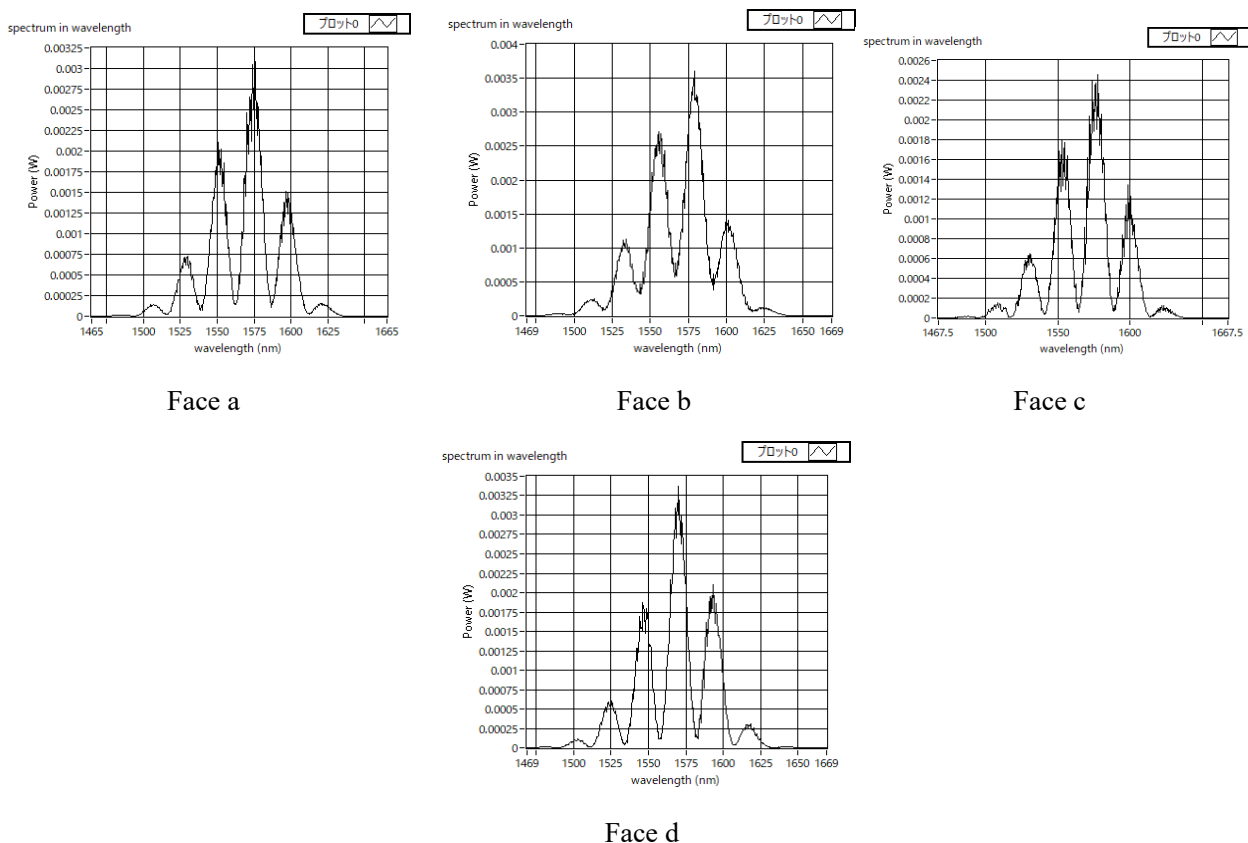 spectrum in wavelength
プロット0
0.00325
0.003
0.00275
0.0025
0.00225
0.002
0.00175
0.0015
0.00125
0.001
0.00075
0.0005
0.00025
0
Power (W)
1465 1500 1525 1550 1575 1600 1665
wavelength (nm)
Face a
spectrum in wavelength
プロット0
0.004
0.0035
0.003
0.0025
0.002
0.0015
0.001
0.0005
0
Power (W)
1469 1500 1525 1550 1575 1600 1625 1669
wavelength (nm)
Face b
spectrum in wavelength
プロット0
0.0026
0.0024
0.0022
0.002
0.0018
0.0016
0.0014
0.0012
0.001
0.0008
0.0006
0.0004
0.0002
0
Power (W)
1467.5 1500 1550 1600 1667.5
wavelength (nm)
Face c
spectrum in wavelength
プロット0
0.0035
0.00325
0.003
0.00275
0.0025
0.00225
0.002
0.00175
0.0015
0.00125
0.001
0.00075
0.0005
0.00025
0
Power (W)
1469 1500 1525 1550 1575 1600 1625 1650 1669
wavelength (nm)
Face d